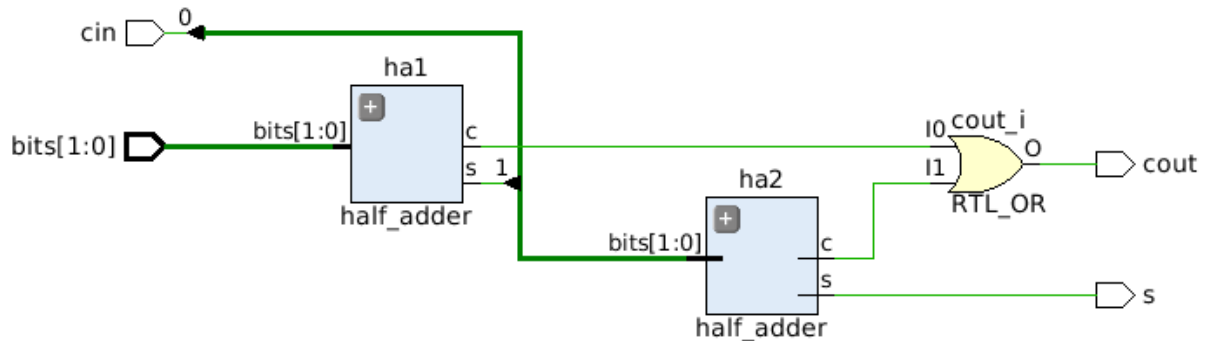 cin
0
ha1
bits[1:0]
bits[1:0]
c
s
1
half_adder
ha2
bits[1:0]
c
s
half_adder
I0
I1
cout_i
O
RTL_OR
cout
s